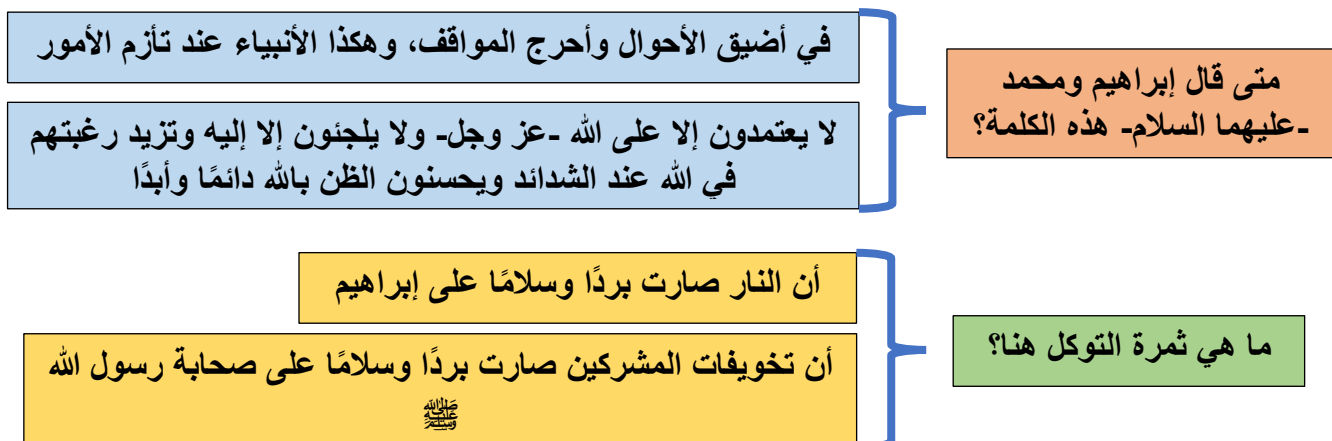 متى قال إبراهيم ومحمد
-عليهما السلام- هذه الكلمة؟
في أضيق الأحوال وأحرج المواقف، وهكذا الأنبياء عند تأزم الأمور
لا يعتمدون إلا على الله -عز وجل- ولا يلجئون إلا إليه وتزيد رغبتهم
في الله عند الشدائد ويحسنون الظن بالله دائمًا وأبدًا
ما هي ثمرة التوكل هنا؟
أن النار صارت بردًا وسلامًا على إبراهيم
أن تخويفات المشركين صارت بردًا وسلامًا على صحابة رسول الله
ﷺ